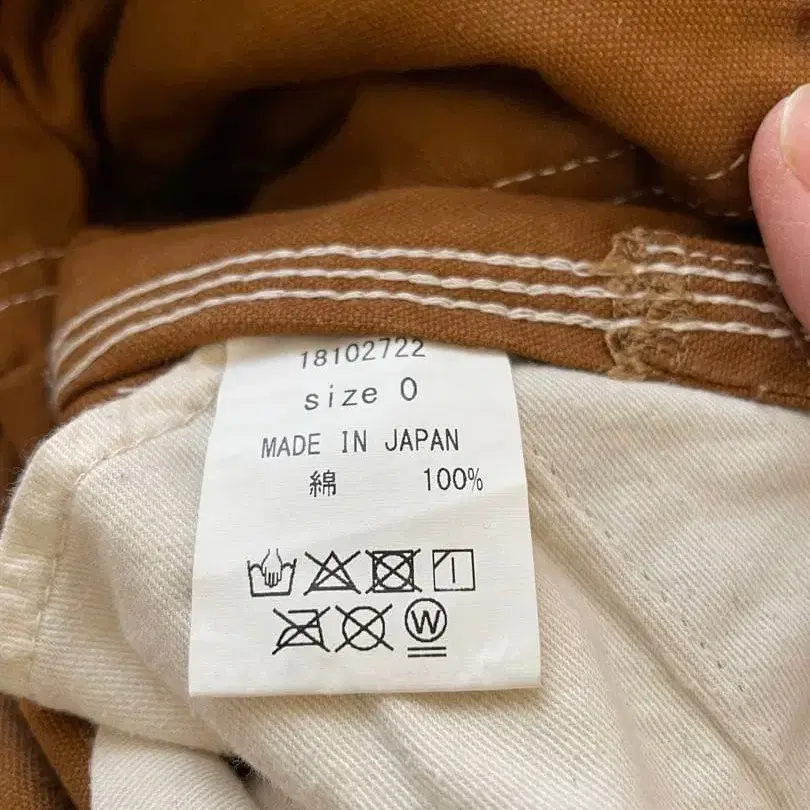 18102722
size 0
MADE IN JAPAN
綿 100%
W